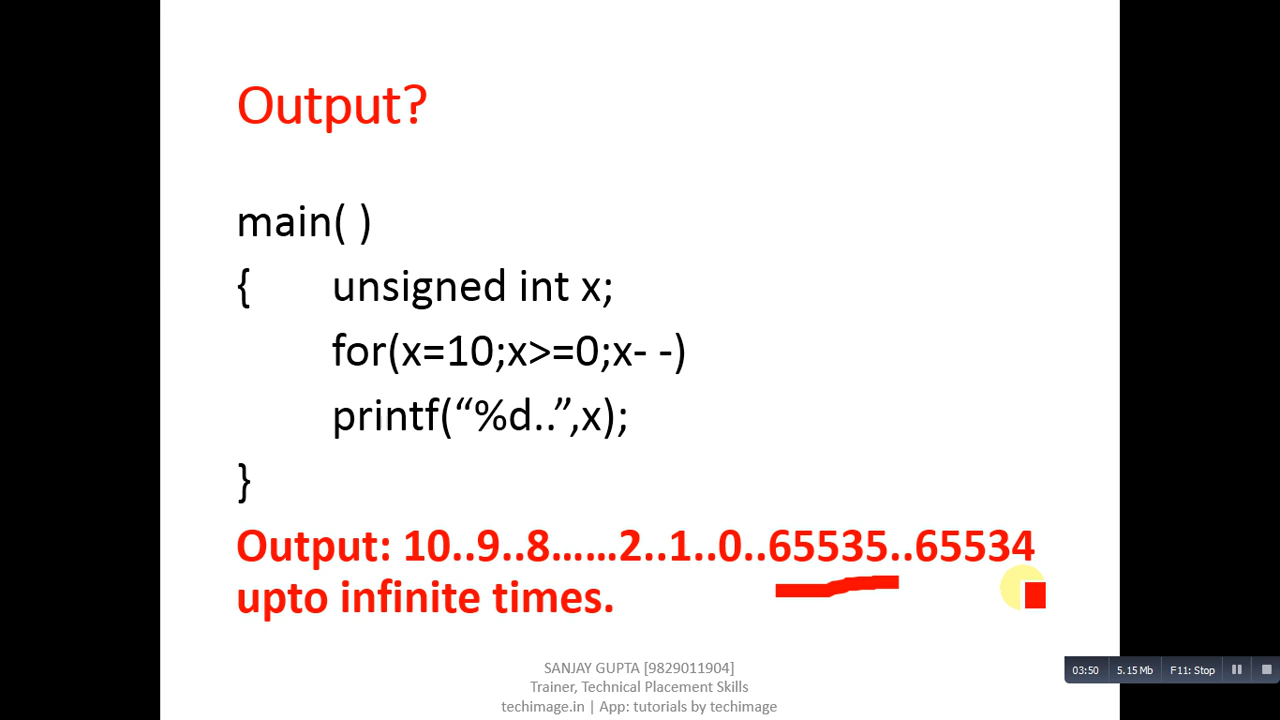 Output?
main( )
{ unsigned int x;
for(x=10;x>=0;x- -)
printf(“%d..”,x);
}
Output: 10..9..8……2..1..0..65535..65534
upto infinite times.
SANJAY GUPTA [9829011904]
Trainer, Technical Placement Skills
techimage.in | App: tutorials by techimage
03:50 5.15 Mb F11: Stop